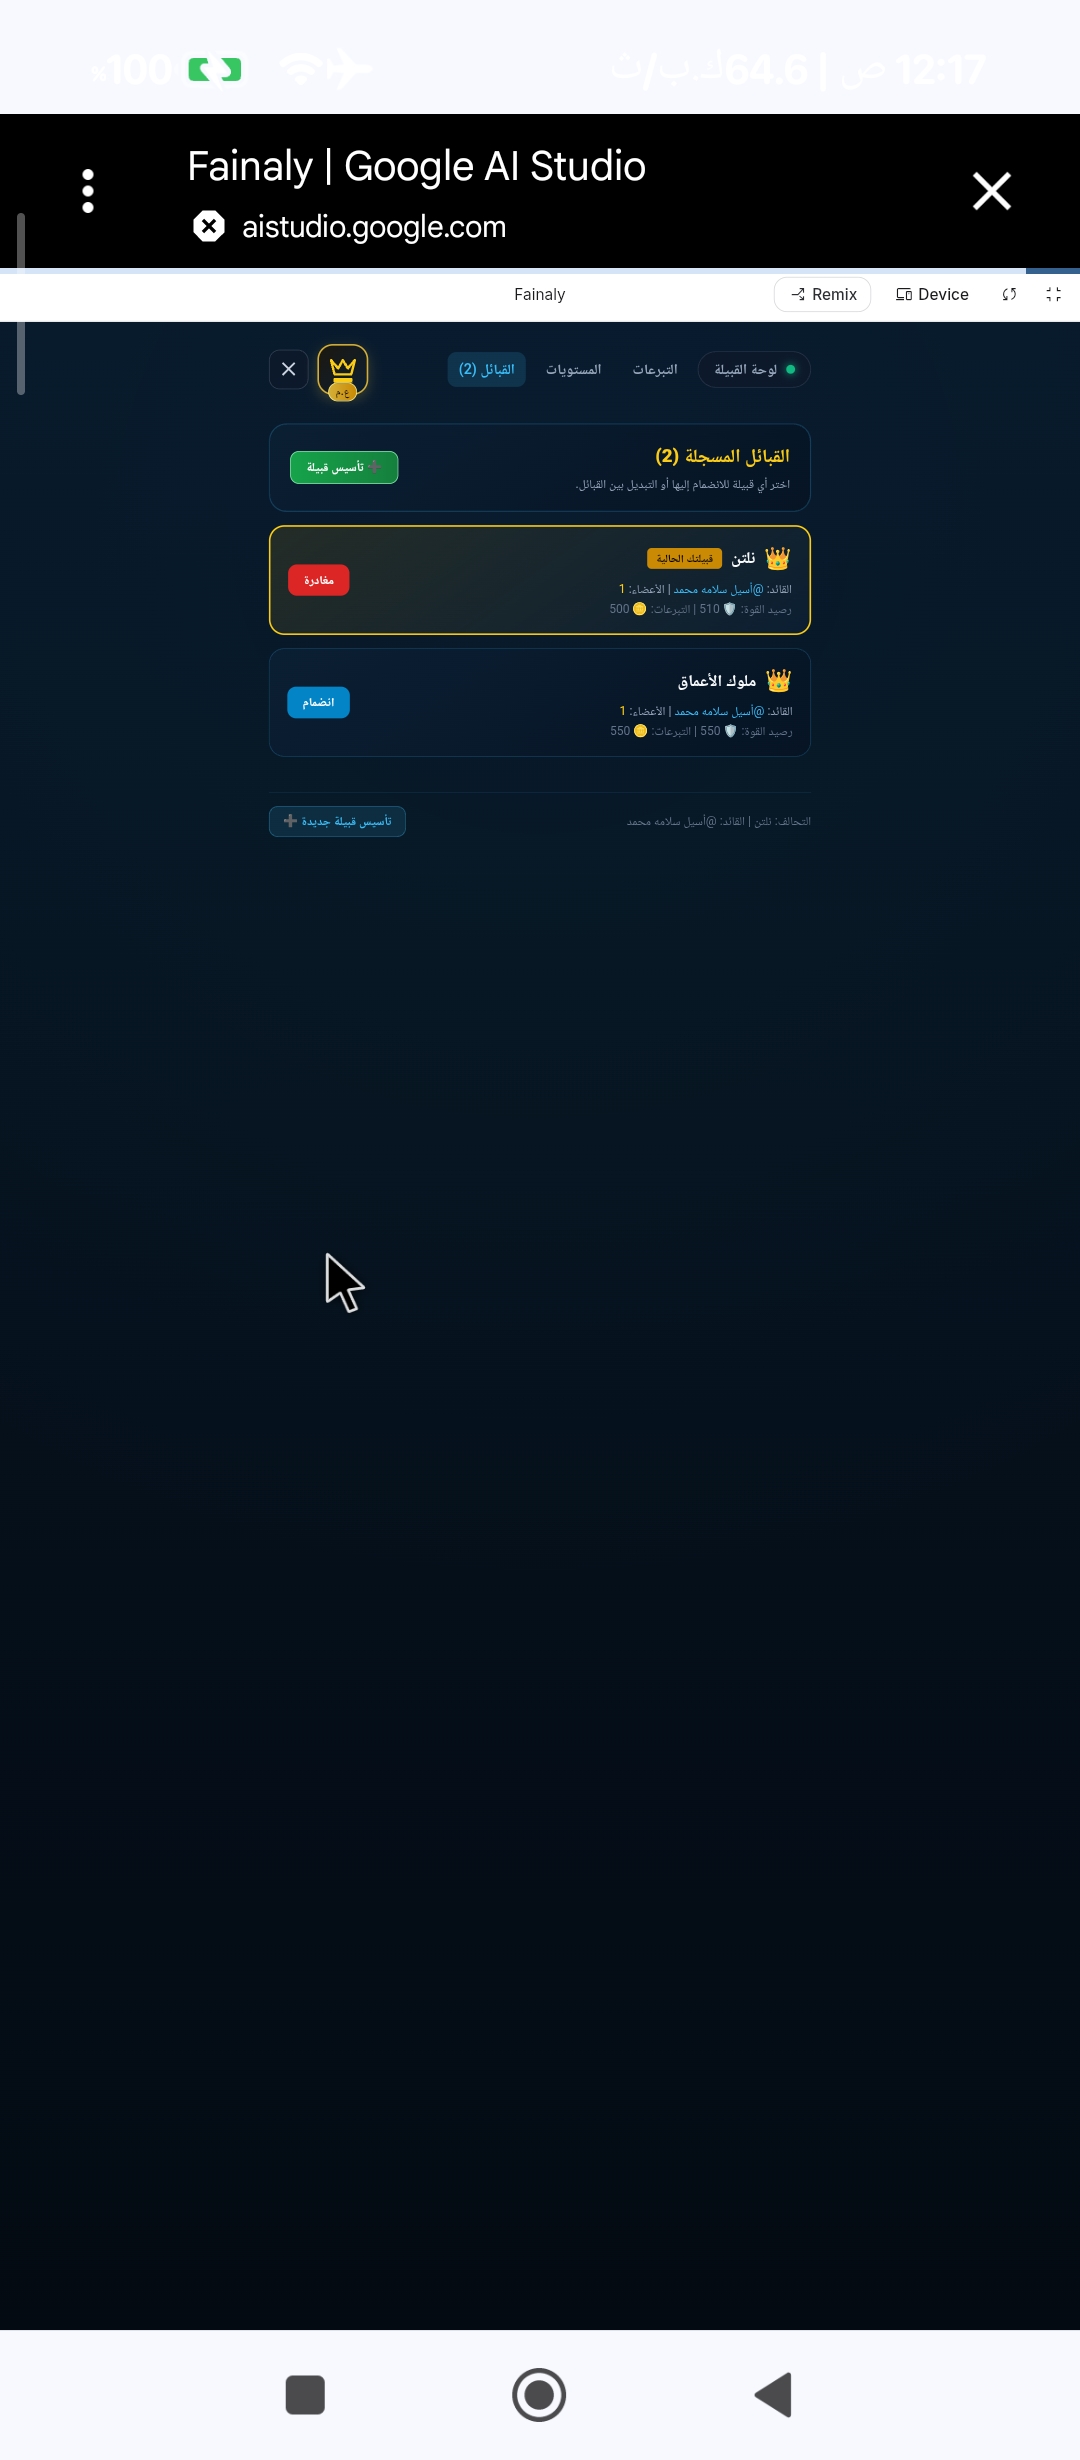 12:17 ص | 64.6ك.ب/ث
100%
Fainaly | Google AI Studio
aistudio.google.com
Fainaly
Remix
Device
لوحة القبيلة
التبرعات
المستويات
القبائل (2)
ع.م
القبائل المسجلة (2)
اختر أي قبيلة للانضمام إليها أو التبديل بين القبائل.
➕ تأسيس قبيلة
👑 نلتن قبيلتك الحالية
القائد: @أسيل سلامه محمد | الأعضاء: 1
رصيد القوة: 🛡️ 510 | التبرعات: 🪙 500
مغادرة
👑 ملوك الأعماق
القائد: @أسيل سلامه محمد | الأعضاء: 1
رصيد القوة: 🛡️ 550 | التبرعات: 🪙 550
انضمام
التحالف: نلتن | القائد: @أسيل سلامه محمد
تأسيس قبيلة جديدة ➕